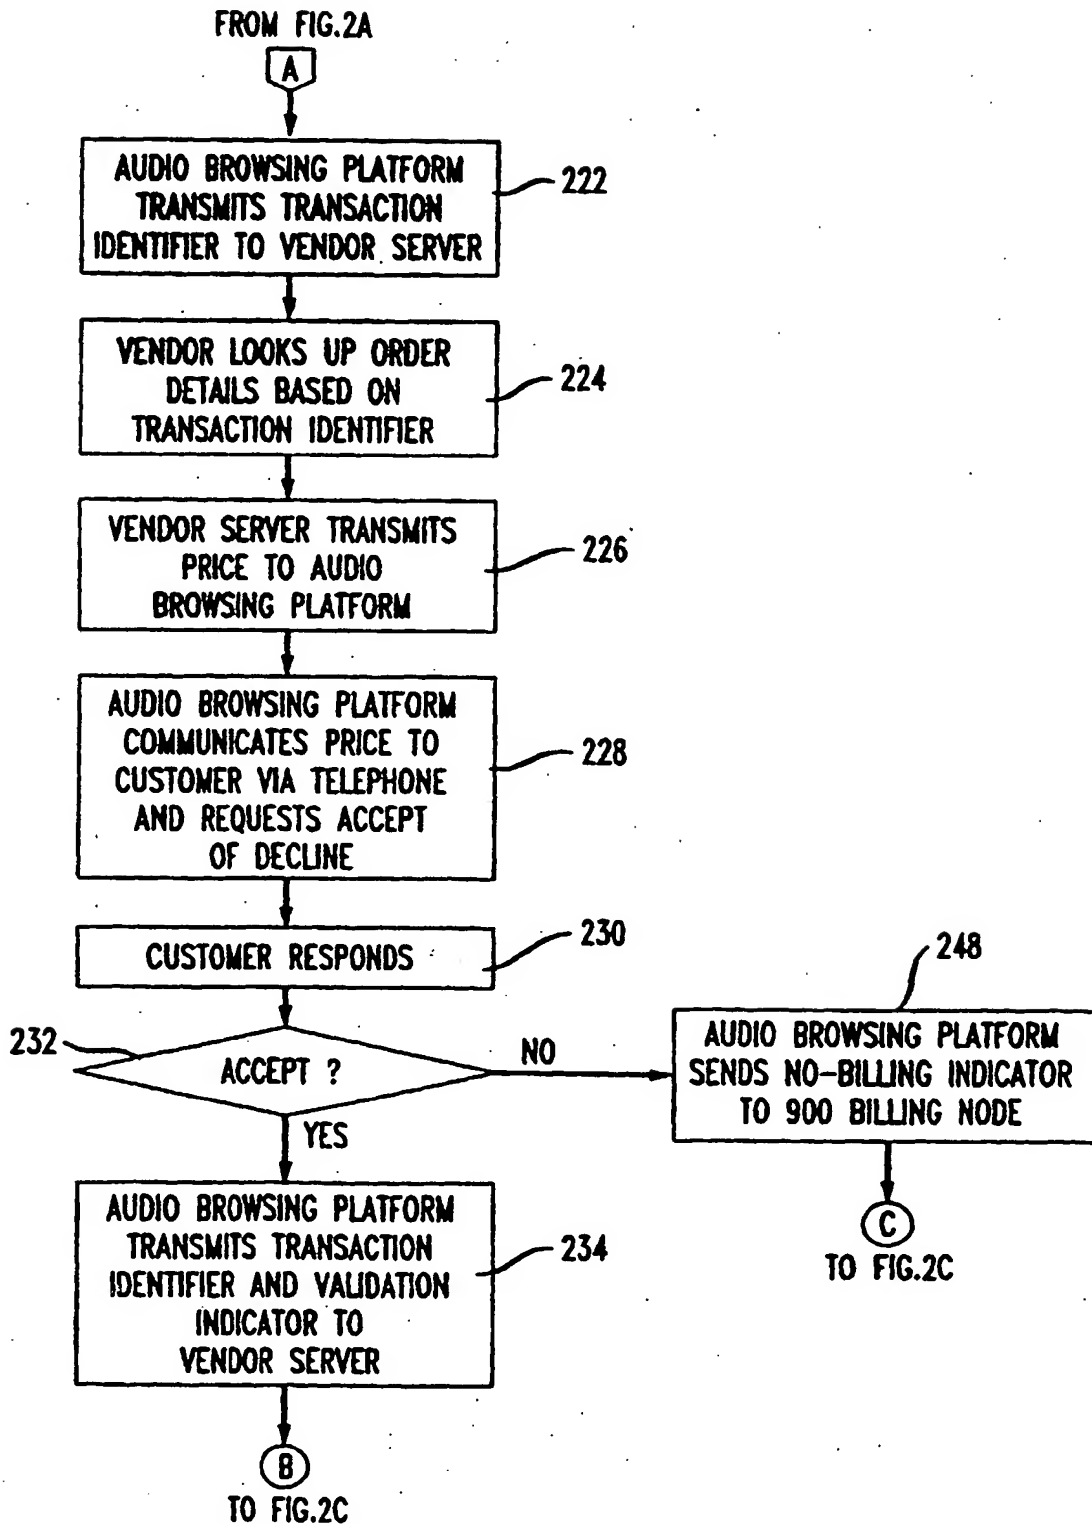 FROM FIG.2A
A
AUDIO BROWSING PLATFORM
TRANSMITS TRANSACTION
IDENTIFIER TO VENDOR SERVER
222
VENDOR LOOKS UP ORDER
DETAILS BASED ON
TRANSACTION IDENTIFIER
224
VENDOR SERVER TRANSMITS
PRICE TO AUDIO
BROWSING PLATFORM
226
AUDIO BROWSING PLATFORM
COMMUNICATES PRICE TO
CUSTOMER VIA TELEPHONE
AND REQUESTS ACCEPT
OF DECLINE
228
CUSTOMER RESPONDS
230
232
ACCEPT ?
NO
YES
248
AUDIO BROWSING PLATFORM
SENDS NO-BILLING INDICATOR
TO 900 BILLING NODE
C
TO FIG.2C
AUDIO BROWSING PLATFORM
TRANSMITS TRANSACTION
IDENTIFIER AND VALIDATION
INDICATOR TO
VENDOR SERVER
234
B
TO FIG.2C